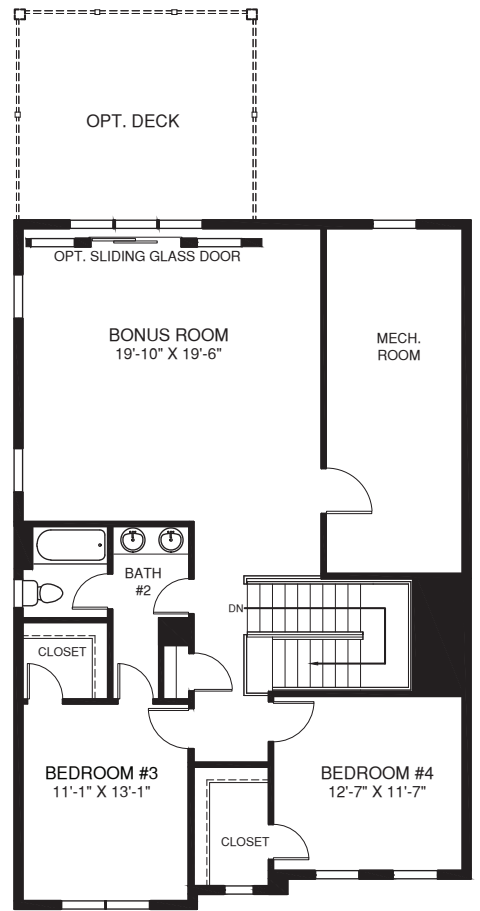 OPT. DECK
OPT. SLIDING GLASS DOOR
BONUS ROOM
19'-10" X 19'-6"
MECH.
ROOM
BATH
#2
DN
CLOSET
BEDROOM #3
11'-1" X 13'-1"
BEDROOM #4
12'-7" X 11'-7"
CLOSET